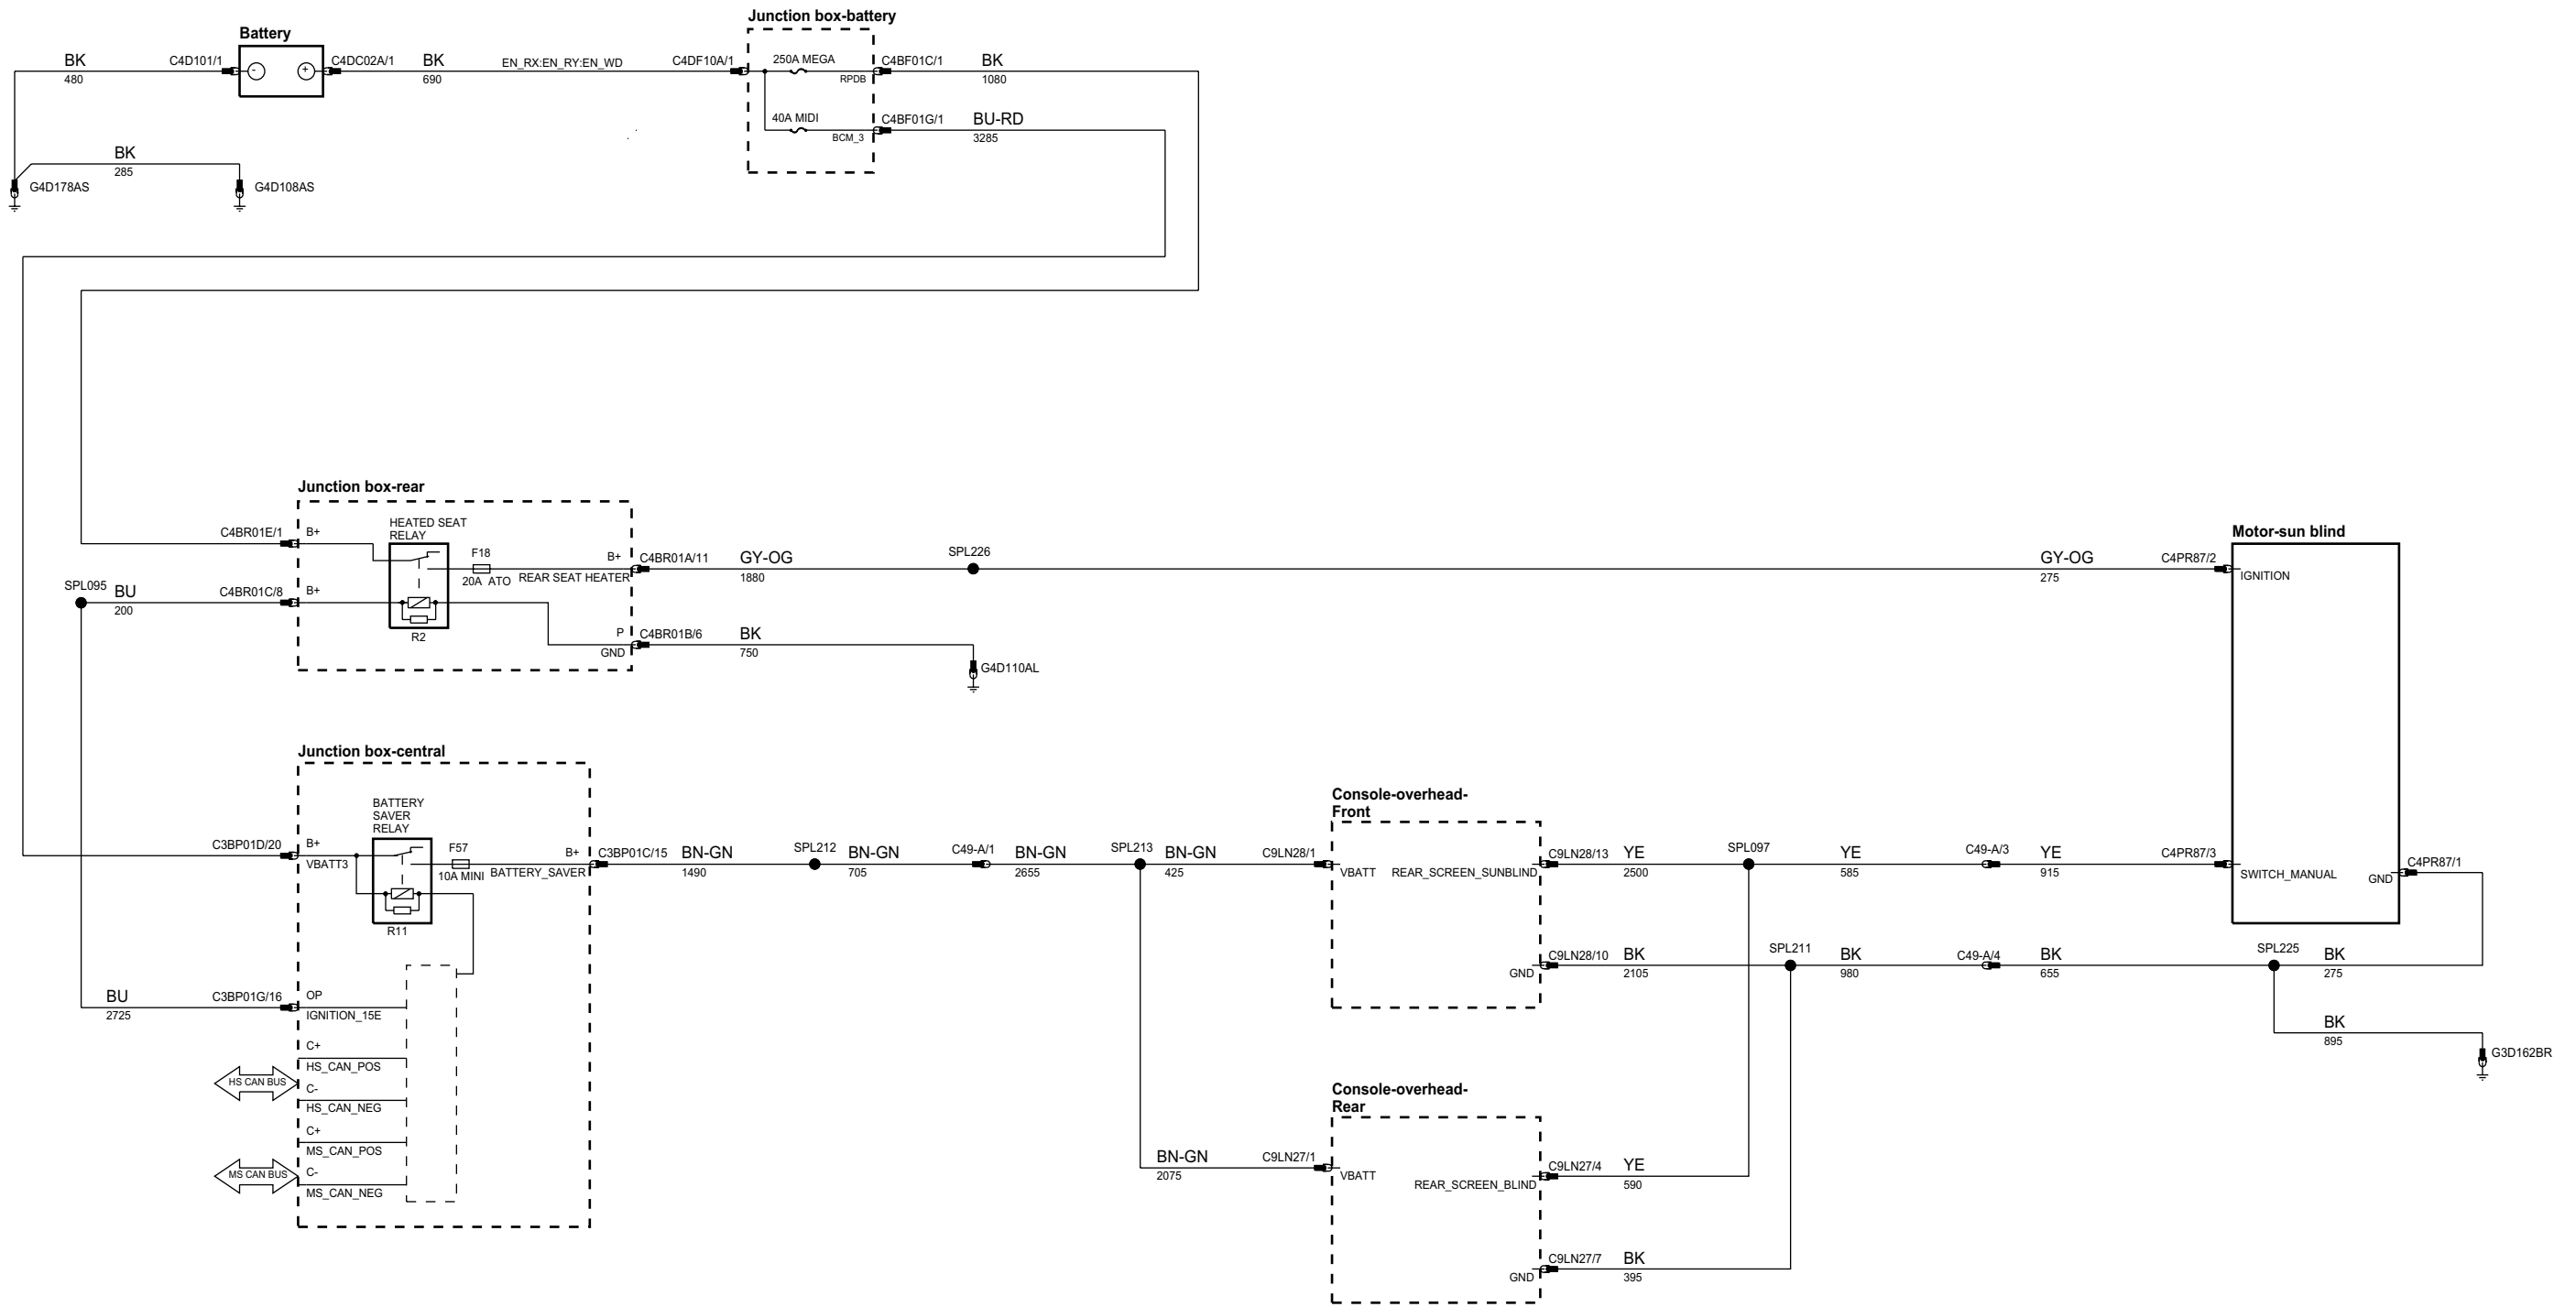 Junction box-battery
Battery
BK
480
C4D101/1
-
+
C4DC02A/1
BK
690
EN_RX:EN_RY:EN_WD
C4DF10A/1
250A MEGA
RPDB
C4BF01C/1
BK
1080
40A MIDI
BCM_3
C4BF01G/1
BU-RD
3285
BK
285
G4D178AS
G4D108AS
Junction box-rear
C4BR01E/1
B+
HEATED SEAT
RELAY
F18
20A ATO
B+
REAR SEAT HEATER
C4BR01A/11
GY-OG
1880
SPL226
GY-OG
275
C4PR87/2
Motor-sun blind
IGNITION
SPL095
BU
200
C4BR01C/8
B+
R2
P
GND
C4BR01B/6
BK
750
G4D110AL
Junction box-central
BATTERY
SAVER
RELAY
C3BP01D/20
B+
VBATT3
F57
10A MINI
B+
BATTERY_SAVER
R11
C3BP01C/15
BN-GN
1490
SPL212
BN-GN
705
C49-A/1
BN-GN
2655
SPL213
BN-GN
425
C9LN28/1
Console-overhead-
Front
VBATT
REAR_SCREEN_SUNBLIND
C9LN28/13
YE
2500
SPL097
YE
585
C49-A/3
YE
915
C4PR87/3
SWITCH_MANUAL
GND
C4PR87/1
GND
C9LN28/10
BK
2105
SPL211
BK
980
C49-A/4
BK
655
SPL225
BK
275
BK
895
G3D162BR
BU
2725
C3BP01G/16
OP
IGNITION_15E
C+
HS_CAN_POS
HS CAN BUS
C-
HS_CAN_NEG
C+
MS_CAN_POS
MS CAN BUS
C-
MS_CAN_NEG
Console-overhead-
Rear
BN-GN
2075
C9LN27/1
VBATT
REAR_SCREEN_BLIND
C9LN27/4
YE
590
GND
C9LN27/7
BK
395